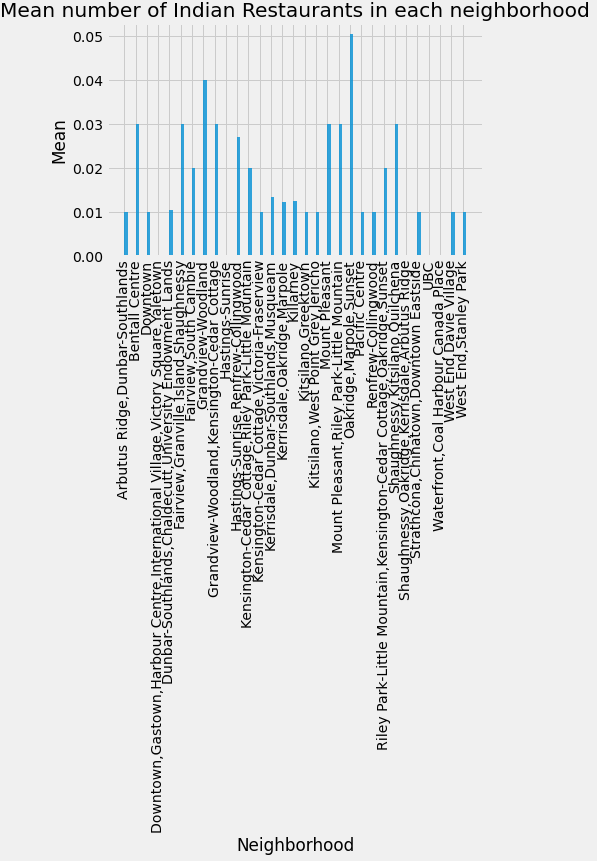 Mean number of Indian Restaurants in each neighborhood
0.05
0.04
0.03
0.02
0.01
0.00
Mean
Arbutus Ridge,Dunbar-Southlands
Bentall Centre
Downtown
Downtown,Gastown,Harbour Centre,International Village,Victory Square,Yaletown
Dunbar-Southlands,Chaldecutt,University Endowment Lands
Fairview,Granville Island,Shaughnessy
Fairview,South Cambie
Grandview-Woodland
Grandview-Woodland,Kensington-Cedar Cottage
Hastings-Sunrise
Hastings-Sunrise,Renfrew-Collingwood
Kensington-Cedar Cottage,Riley Park-Little Mountain
Kensington-Cedar Cottage,Victoria-Fraserview
Kerrisdale,Dunbar-Southlands,Musqueam
Kerrisdale,Oakridge,Marpole
Killarney
Kitsilano,Greektown
Kitsilano,West Point Grey,Jericho
Mount Pleasant
Mount Pleasant,Riley Park-Little Mountain
Oakridge,Marpole,Sunset
Pacific Centre
Renfrew-Collingwood
Riley Park-Little Mountain,Kensington-Cedar Cottage,Oakridge,Sunset
Shaughnessy,Kitsilano,Quilchena
Shaughnessy,Oakridge,Kerrisdale,Arbutus Ridge
Strathcona,Chinatown,Downtown Eastside
UBC
Waterfront,Coal Harbour,Canada Place
West End,Davie Village
West End,Stanley Park
Neighborhood